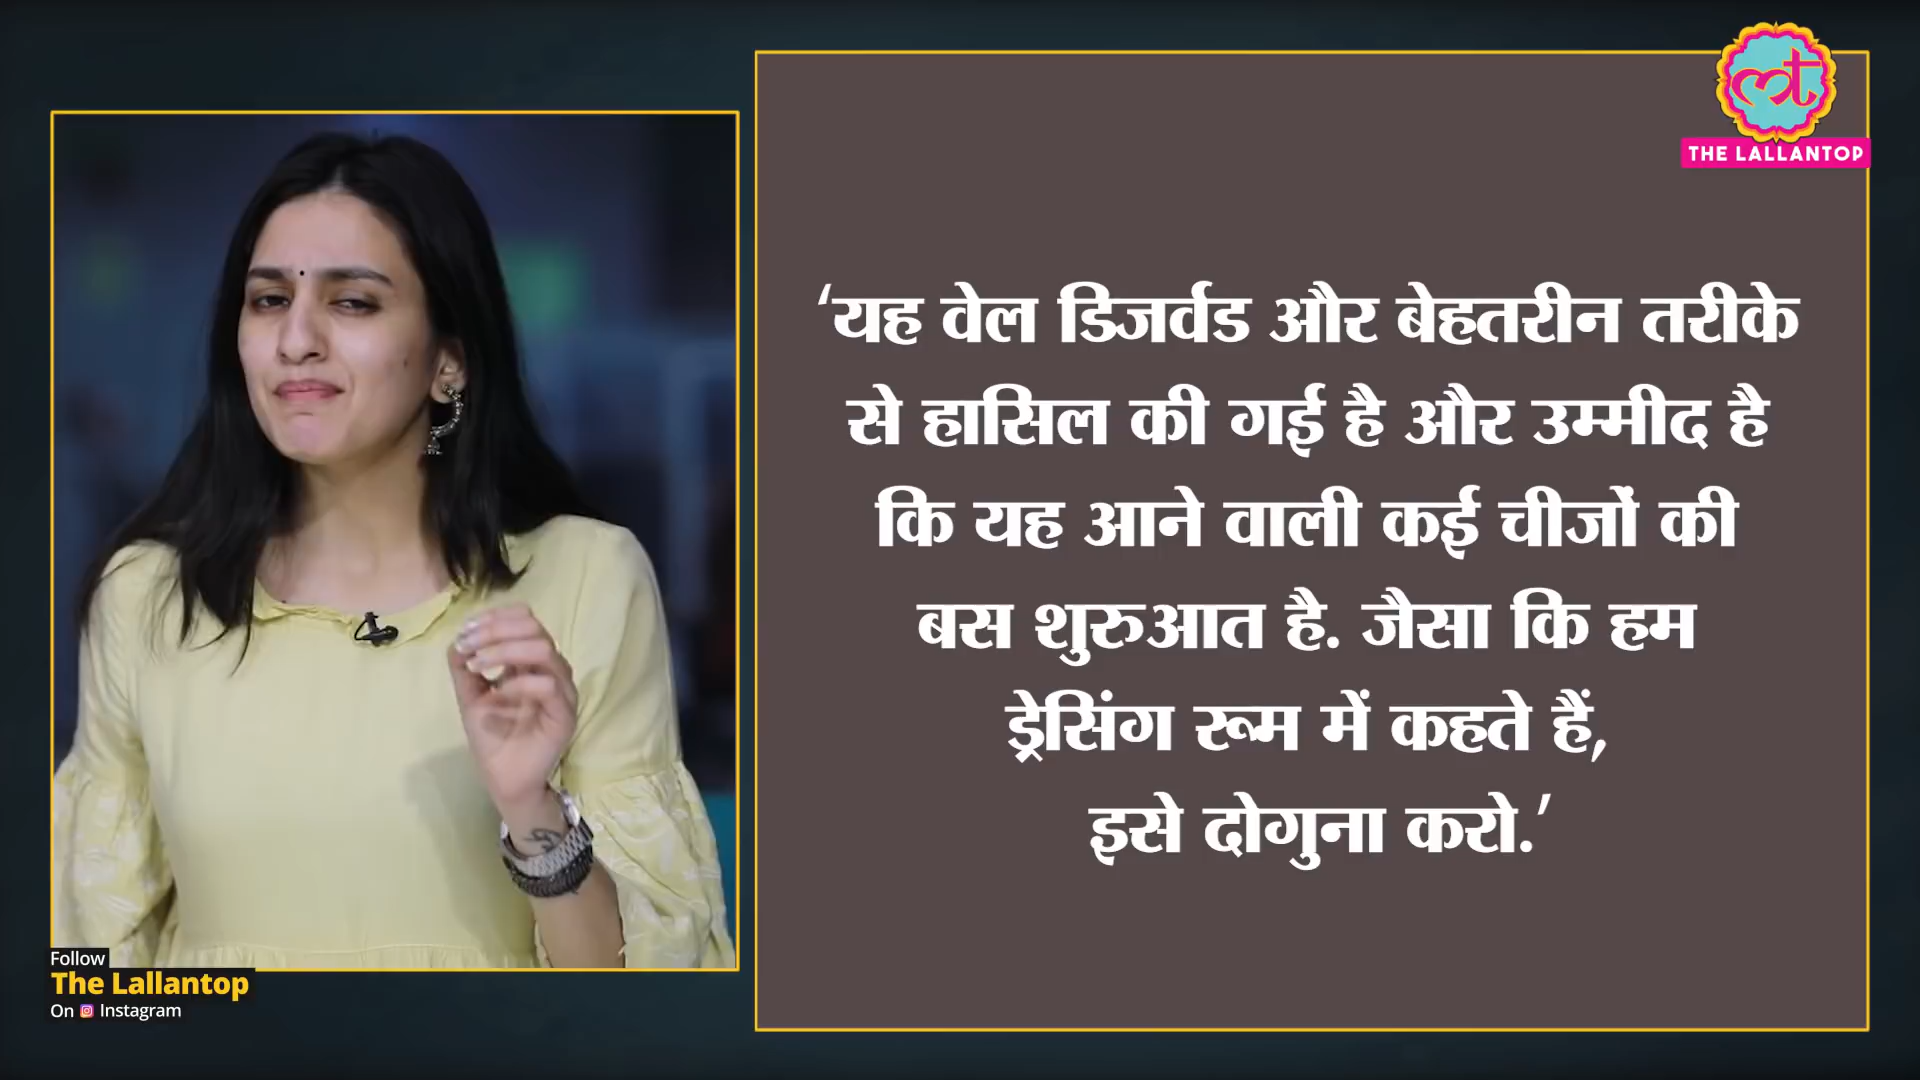 THE LALLANTOP
‘यह वेल डिजर्वड और बेहतरीन तरीके
से हासिल की गई है और उम्मीद है
कि यह आने वाली कई चीजों की
बस शुरुआत है. जैसा कि हम
ड्रेसिंग रूम में कहते हैं,
इसे दोगुना करो.’
Follow
The Lallantop
On Instagram